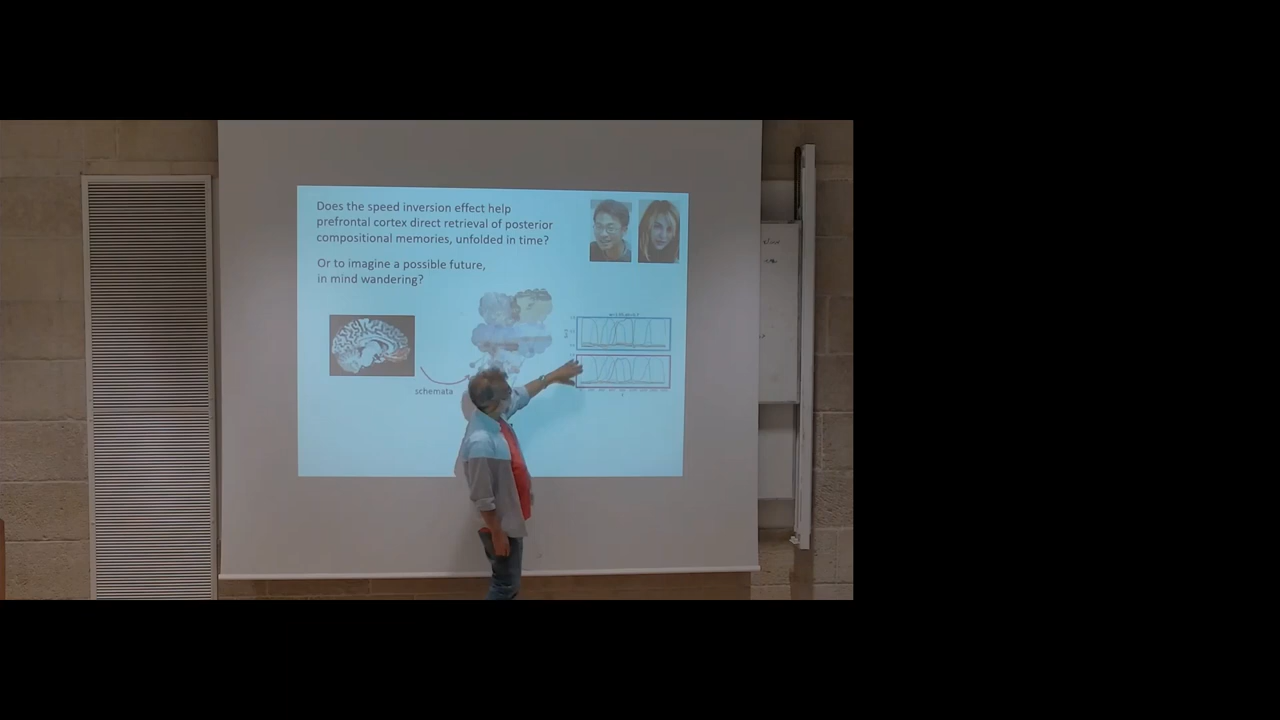 Does the speed inversion effect help
prefrontal cortex direct retrieval of posterior
compositional memories, unfolded in time?
Or to imagine a possible future,
in mind wandering?
schemata